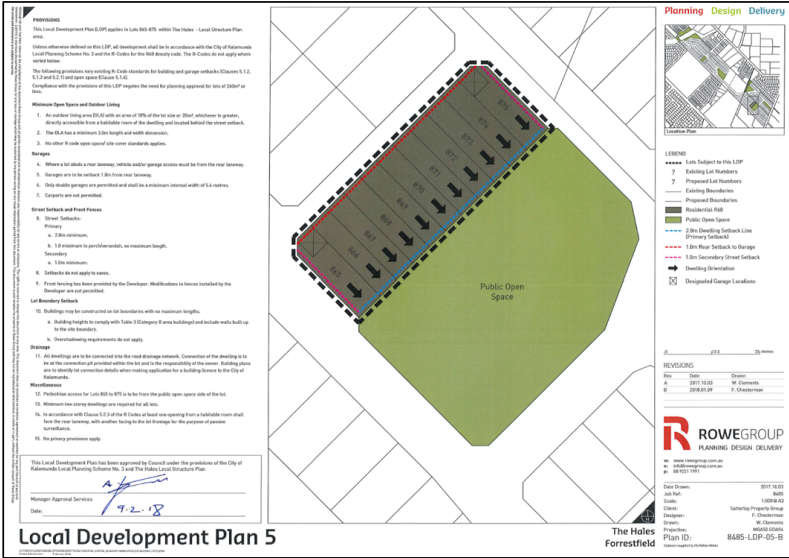 PROVISIONS
This Local Development Plan (LDP) applies to Lots 865-875 within The Hales - Local Structure Plan
area.
Unless otherwise defined on this LDP, all development shall be in accordance with the City of Kalamunda
Local Planning Scheme No. 3 and the R-Codes for the R60 density code. The R-Codes do not apply where
varied below.
The following provisions vary existing R-Code standards for building and garage setbacks (Clauses 5.1.2,
5.1.3 and 5.2.1) and open space (Clause 5.1.4).
Compliance with the provisions of this LDP negates the need for planning approval for lots of 260m² or
less.
Minimum Open Space and Outdoor Living
1. An outdoor living area (OLA) with an area of 10% of the lot size or 20m², whichever is greater,
directly accessible from a habitable room of the dwelling and located behind the street setback.
2. The OLA has a minimum 3.0m length and width dimension.
3. No other R code open space/ site cover standards applies.
Garages
4. Where a lot abuts a rear laneway, vehicle and/or garage access must be from the rear laneway.
5. Garages are to be setback 1.0m from rear laneway.
6. Only double garages are permitted and shall be a minimum internal width of 5.4 metres.
7. Carports are not permitted.
Street Setback and Front Fences
8. Street Setbacks:
Primary
a. 2.0m minimum;
b. 1.0 minimum to porch/verandah, no maximum length.
Secondary
a. 1.0m minimum;
8. Setbacks do not apply to eaves.
9. Front fencing has been provided by the Developer. Modifications to fences installed by the
Developer are not permitted.
Lot Boundary Setback
10. Buildings may be constructed on lot boundaries with no maximum lengths.
a. Building heights to comply with Table 3 (Category B area buildings) and include walls built up
to the site boundary.
b. Overshadowing requirements do not apply.
Drainage
11. All dwellings are to be connected into the road drainage network. Connection of the dwelling is to
be at the connection pit provided within the lot and is the responsibility of the owner. Building plans
are to identify lot connection details when making application for a building licence to the City of
Kalamunda.
Miscellaneous
12. Pedestrian access for Lots 865 to 875 is to be from the public open space side of the lot.
13. Minimum two storey dwellings are required for all lots.
14. In accordance with Clause 5.2.3 of the R Codes at least one opening from a habitable room shall
face the rear laneway, with another facing to the lot frontage for the purpose of passive
surveillance.
15. No privacy provisions apply.
This Local Development Plan has been approved by Council under the provisions of the City of
Kalamunda Local Planning Scheme No. 3 and The Hales Local Structure Plan:
Manager Approval Services
Date: 9.2.18
Local Development Plan 5
875
874
873
872
871
870
869
868
867
866
865
Public Open
Space
The Hales
Forrestfield
Planning Design Delivery
Location Plan
LEGEND
Lots Subject to this LDP
? Existing Lot Numbers
? Proposed Lot Numbers
Existing Boundaries
Proposed Boundaries
Residential R60
Public Open Space
2.0m Dwelling Setback Line
(Primary Setback)
1.0m Rear Setback to Garage
1.0m Secondary Street Setback
Dwelling Orientation
Designated Garage Locations
REVISIONS
Rev Date Drawn
A 2017.10.03 W. Clements
B 2018.01.09 F. Chesterman
ROWEGROUP
PLANNING DESIGN DELIVERY
w: www.rowegroup.com.au
e: info@rowegroup.com.au
p: 08 9221 1991
Date Drawn: 2017.10.03
Job Ref: 8485
Scale: 1:500 @ A3
Client: Satterley Property Group
Designer: F. Chesterman
Drawn: W. Clements
Projection: MGA50 GDA94
Plan ID: 8485-LDP-05-B